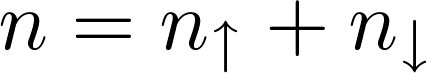 n = n↑ + n↓